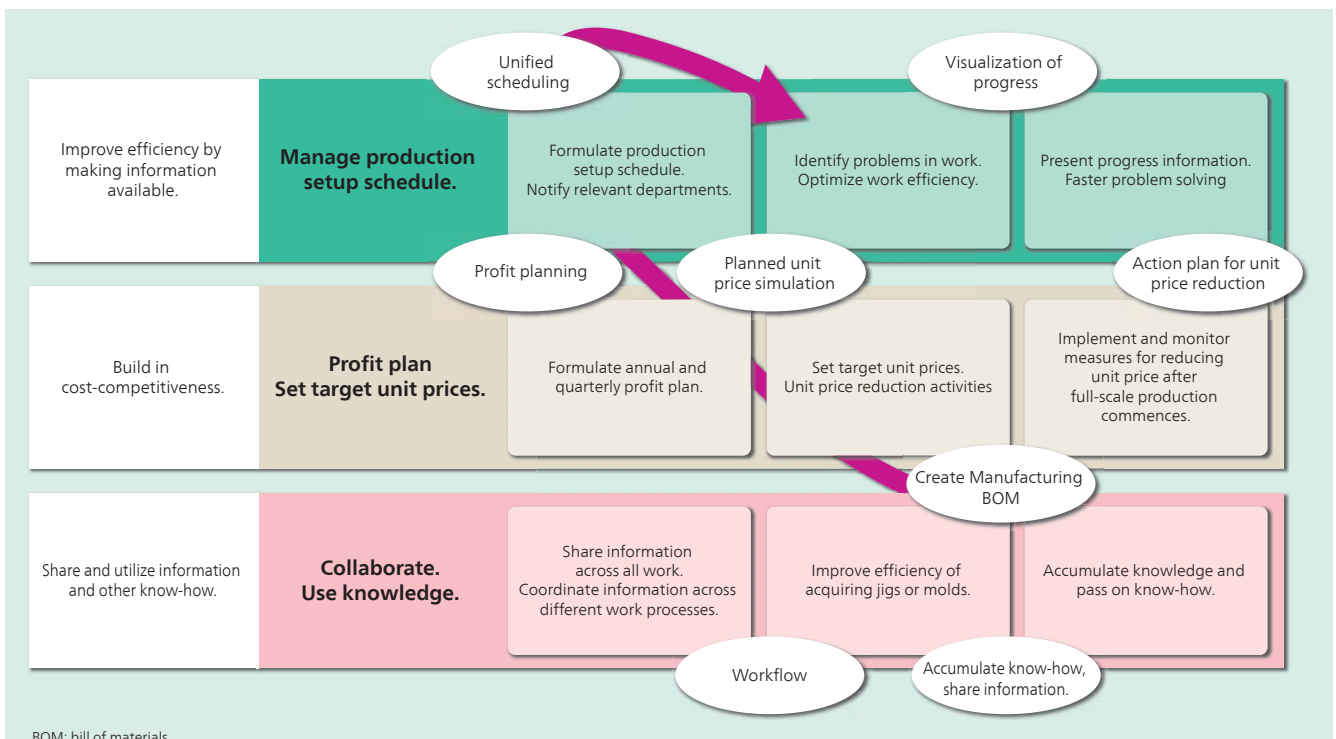 Unified
scheduling
Visualization of
progress
Improve efficiency by
making information
available.
Manage production
setup schedule.
Formulate production
setup schedule.
Notify relevant departments.
Identify problems in work.
Optimize work efficiency.
Present progress information.
Faster problem solving
Profit planning
Planned unit
price simulation
Action plan for unit
price reduction
Build in
cost-competitiveness.
Profit plan
Set target unit prices.
Formulate annual and
quarterly profit plan.
Set target unit prices.
Unit price reduction activities
Implement and monitor
measures for reducing
unit price after
full-scale production
commences.
Create Manufacturing
BOM
Share and utilize information
and other know-how.
Collaborate.
Use knowledge.
Share information
across all work.
Coordinate information across
different work processes.
Improve efficiency of
acquiring jigs or molds.
Accumulate knowledge and
pass on know-how.
Workflow
Accumulate know-how,
share information.
BOM: bill of materials